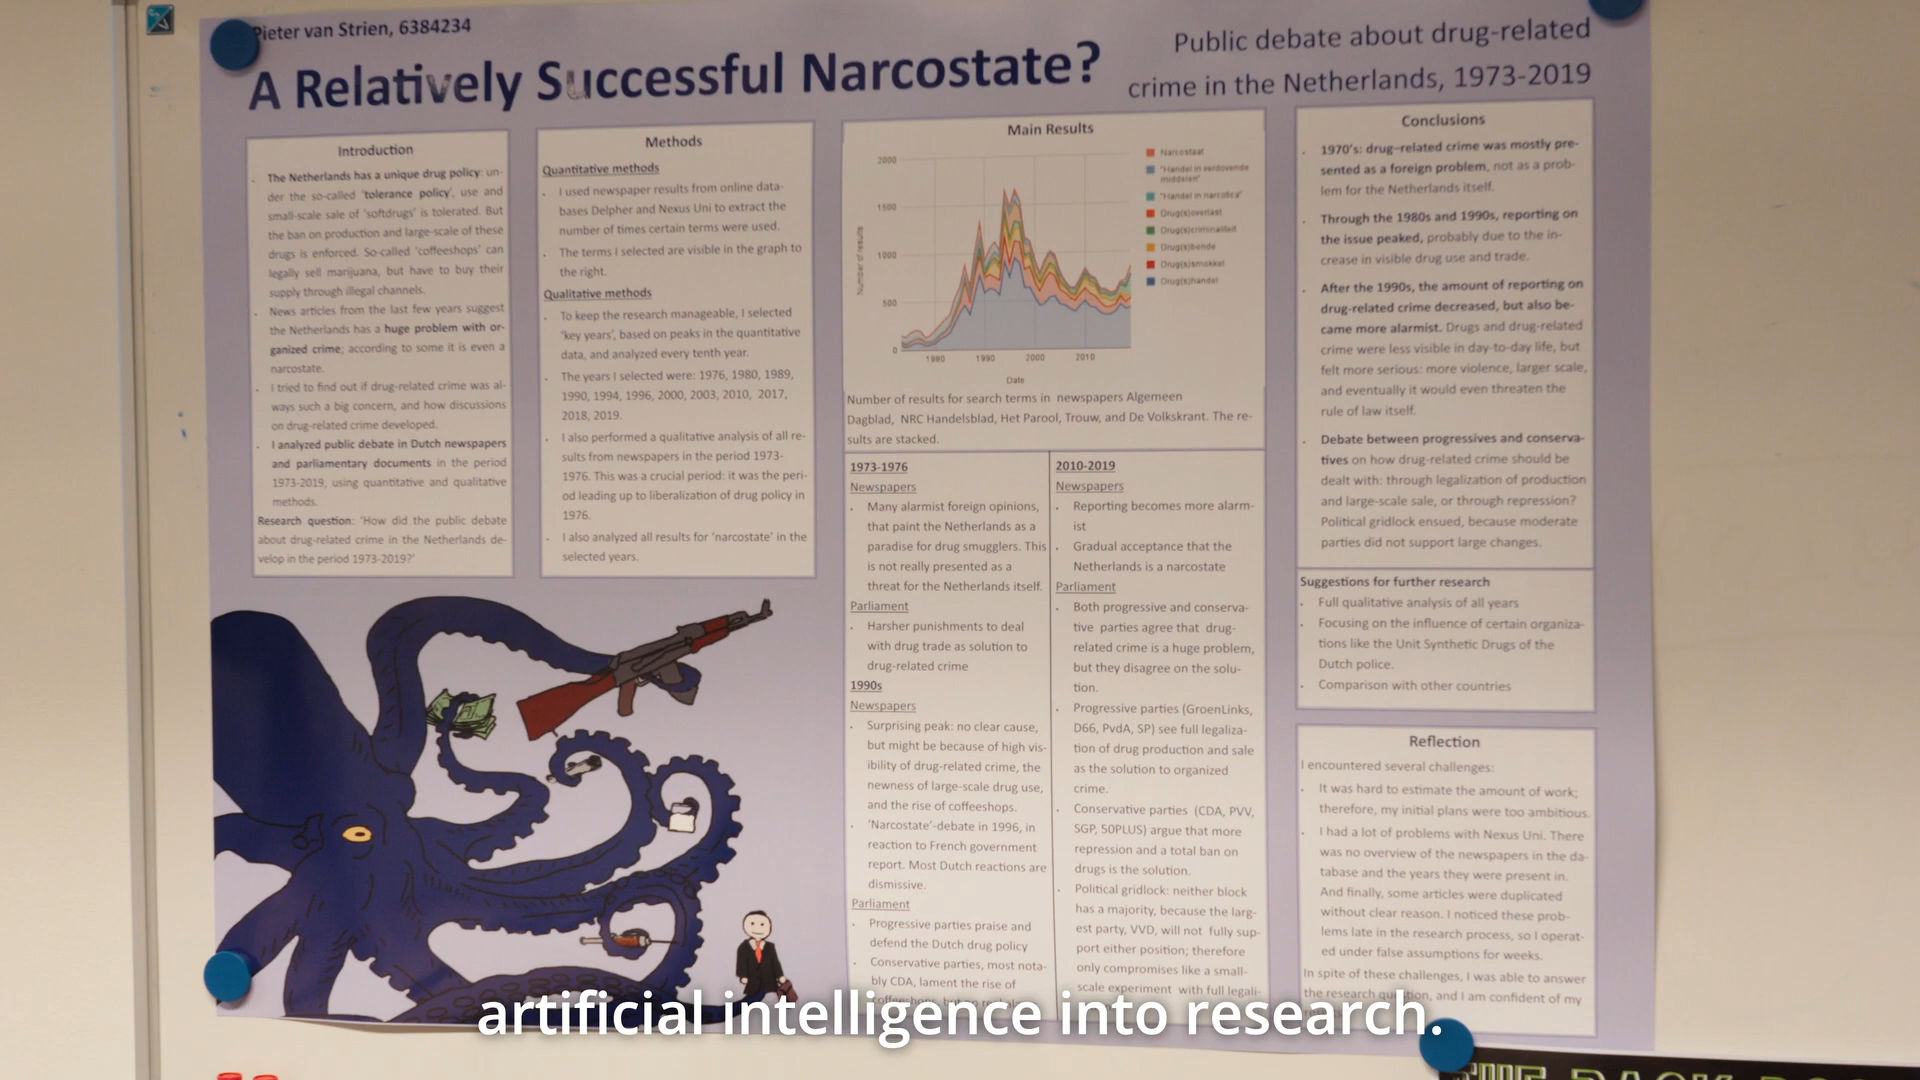 Pieter van Strien, 6384234
A Relatively Successful Narcostate?
Public debate about drug-related
crime in the Netherlands, 1973-2019
Introduction
The Netherlands has a unique drug policy: un-
der the so-called 'tolerance policy', use and
small-scale sale of 'softdrugs' is tolerated. But
the ban on production and large-scale of these
drugs is enforced. So-called 'coffeeshops' can
legally sell marijuana, but have to buy their
supply through illegal channels.
News articles from the last few years suggest
the Netherlands has a huge problem with or-
ganized crime; according to some it is even a
narcostate.
I tried to find out if drug-related crime was al-
ways such a big concern, and how discussions
on drug-related crime developed.
I analyzed public debate in Dutch newspapers
and parliamentary documents in the period
1973-2019, using quantitative and qualitative
methods.
Research question: 'How did the public debate
about drug-related crime in the Netherlands de-
velop in the period 1973-2019?'
Methods
Quantitative methods
I used newspaper results from online data-
bases Delpher and Nexus Uni to extract the
number of times certain terms were used.
The terms I selected are visible in the graph to
the right.
Qualitative methods
To keep the research manageable, I selected
'key years', based on peaks in the quantitative
data, and analyzed every tenth year.
The years I selected were: 1976, 1980, 1989,
1990, 1994, 1996, 2000, 2003, 2010, 2017,
2018, 2019.
I also performed a qualitative analysis of all re-
sults from newspapers in the period 1973-
1976. This was a crucial period: it was the peri-
od leading up to liberalization of drug policy in
1976.
I also analyzed all results for 'narcostate' in the
selected years.
Main Results
2000
1500
1000
500
0
Number of results
1980 1990 2000 2010
Date
Narcostaat
"Handel in verdovende
middelen"
"Handel in narcotica"
Drug(s)overlast
Drug(s)criminaliteit
Drug(s)bende
Drug(s)smokkel
Drug(s)handel
Number of results for search terms in newspapers Algemeen
Dagblad, NRC Handelsblad, Het Parool, Trouw, and De Volkskrant. The re-
sults are stacked.
1973-1976
Newspapers
Many alarmist foreign opinions,
that paint the Netherlands as a
paradise for drug smugglers. This
is not really presented as a
threat for the Netherlands itself.
Parliament
Harsher punishments to deal
with drug trade as solution to
drug-related crime
1990s
Newspapers
Surprising peak: no clear cause,
but might be because of high vis-
ibility of drug-related crime, the
newness of large-scale drug use,
and the rise of coffeeshops.
'Narcostate'-debate in 1996, in
reaction to French government
report. Most Dutch reactions are
dismissive.
Parliament
Progressive parties praise and
defend the Dutch drug policy
Conservative parties, most nota-
bly CDA, lament the rise of
2010-2019
Newspapers
Reporting becomes more alarm-
ist
Gradual acceptance that the
Netherlands is a narcostate
Parliament
Both progressive and conserva-
tive parties agree that drug-
related crime is a huge problem,
but they disagree on the solu-
tion.
Progressive parties (GroenLinks,
D66, PvdA, SP) see full legaliza-
tion of drug production and sale
as the solution to organized
crime.
Conservative parties (CDA, PVV,
SGP, 50PLUS) argue that more
repression and a total ban on
drugs is the solution.
Political gridlock: neither block
has a majority, because the larg-
est party, VVD, will not fully sup-
port either position; therefore
only compromises like a small-
scale experiment with full legali-
Conclusions
1970's: drug-related crime was mostly pre-
sented as a foreign problem, not as a prob-
lem for the Netherlands itself.
Through the 1980s and 1990s, reporting on
the issue peaked, probably due to the in-
crease in visible drug use and trade.
After the 1990s, the amount of reporting on
drug-related crime decreased, but also be-
came more alarmist. Drugs and drug-related
crime were less visible in day-to-day life, but
felt more serious: more violence, larger scale,
and eventually it would even threaten the
rule of law itself.
Debate between progressives and conserva-
tives on how drug-related crime should be
dealt with: through legalization of production
and large-scale sale, or through repression?
Political gridlock ensued, because moderate
parties did not support large changes.
Suggestions for further research
Full qualitative analysis of all years
Focusing on the influence of certain organiza-
tions like the Unit Synthetic Drugs of the
Dutch police.
Comparison with other countries
Reflection
I encountered several challenges:
It was hard to estimate the amount of work;
therefore, my initial plans were too ambitious.
I had a lot of problems with Nexus Uni. There
was no overview of the newspapers in the da-
tabase and the years they were present in.
And finally, some articles were duplicated
without clear reason. I noticed these prob-
lems late in the research process, so I operat-
ed under false assumptions for weeks.
In spite of these challenges, I was able to answer
the research question, and I am confident of my
artificial intelligence into research.